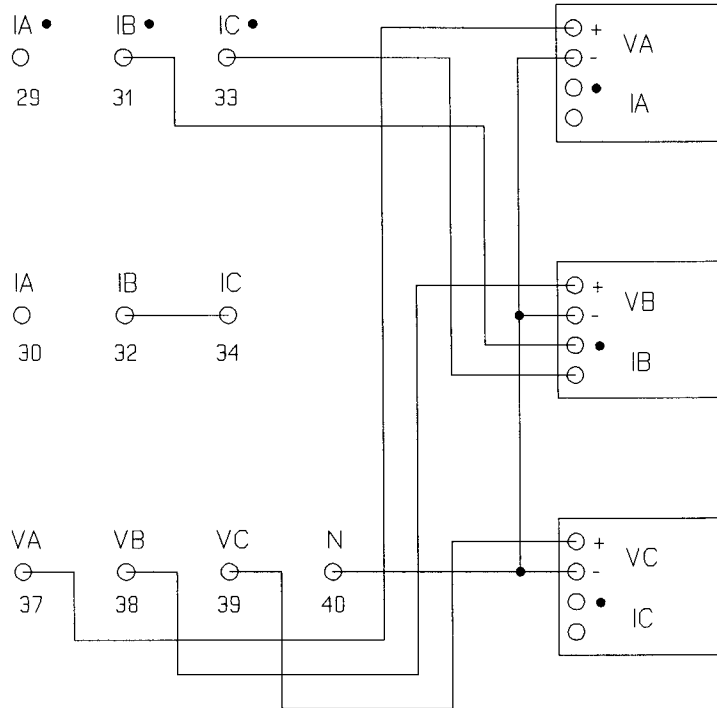 IA • IB • IC •
29 31 33
+ VA
-
• IA
IA IB IC
30 32 34
+ VB
-
• IB
VA VB VC N
37 38 39 40
+ VC
-
• IC